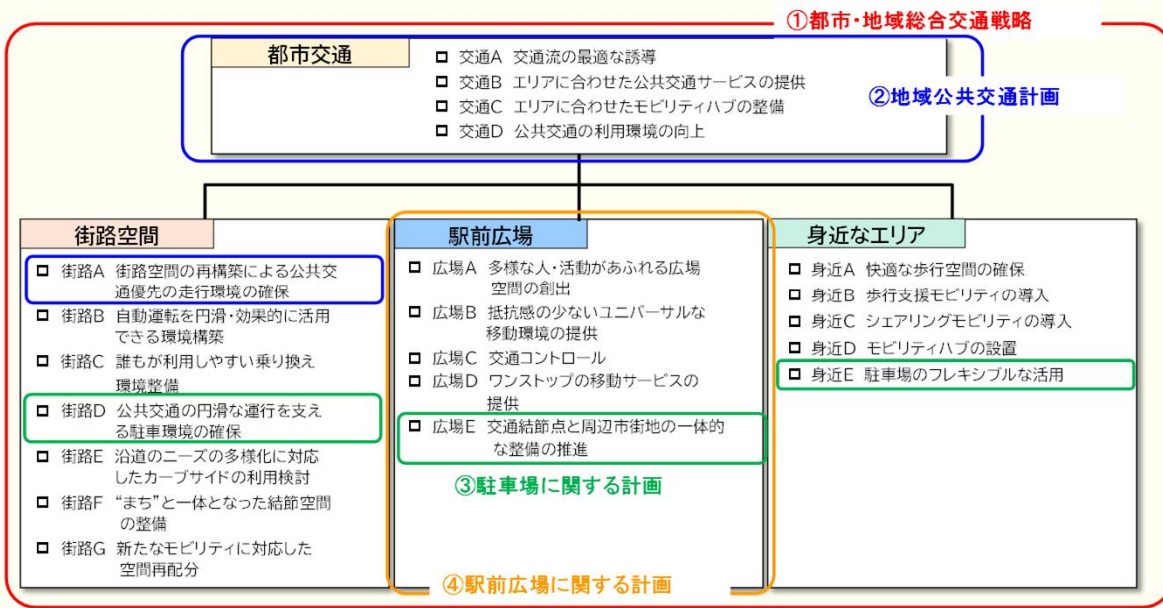 ①都市・地域総合交通戦略
都市交通
交通A 交通流の最適な誘導
交通B エリアに合わせた公共交通サービスの提供
交通C エリアに合わせたモビリティハブの整備
交通D 公共交通の利用環境の向上
②地域公共交通計画
街路空間
街路A 街路空間の再構築による公共交
通優先の走行環境の確保
街路B 自動運転を円滑・効果的に活用
できる環境構築
街路C 誰もが利用しやすい乗り換え
環境整備
街路D 公共交通の円滑な運行を支え
る駐車環境の確保
街路E 沿道のニーズの多様化に対応
したカーブサイドの利用検討
街路F “まち”と一体となった結節空間
の整備
街路G 新たなモビリティに対応した
空間再配分
駅前広場
広場A 多様な人・活動があふれる広場
空間の創出
広場B 抵抗感の少ないユニバーサルな
移動環境の提供
広場C 交通コントロール
広場D ワンストップの移動サービスの
提供
広場E 交通結節点と周辺市街地の一体的
な整備の推進
③駐車場に関する計画
④駅前広場に関する計画
身近なエリア
身近A 快適な歩行空間の確保
身近B 歩行支援モビリティの導入
身近C シェアリングモビリティの導入
身近D モビリティハブの設置
身近E 駐車場のフレキシブルな活用